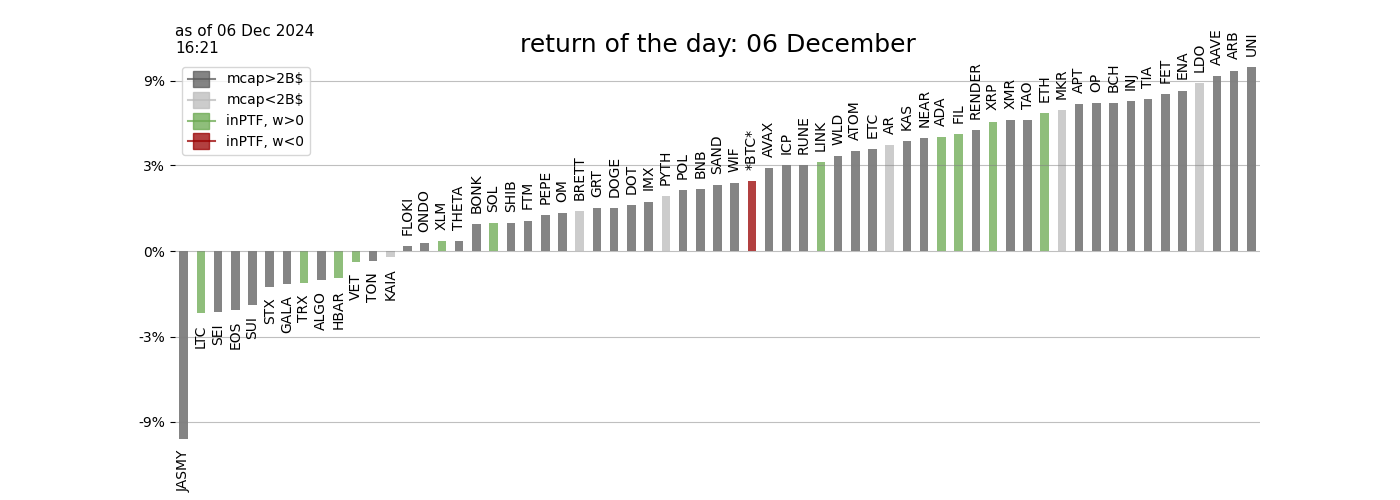 as of 06 Dec 2024
16:21
return of the day: 06 December
mcap>2B$
mcap<2B$
inPTF, w>0
inPTF, w<0
9%
3%
0%
-3%
-9%
JASMY
LTC
SEI
EOS
SUI
STX
GALA
TRX
ALGO
HBAR
VET
TON
KAIA
FLOKI
ONDO
XLM
THETA
BONK
SOL
SHIB
FTM
PEPE
OM
BRETT
GRT
DOGE
DOT
IMX
PYTH
POL
BNB
SAND
WIF
*BTC*
AVAX
ICP
RUNE
LINK
WLD
ATOM
ETC
AR
KAS
NEAR
ADA
FIL
RENDER
XRP
XMR
TAO
ETH
MKR
APT
OP
BCH
INJ
TIA
FET
ENA
LDO
AAVE
ARB
UNI